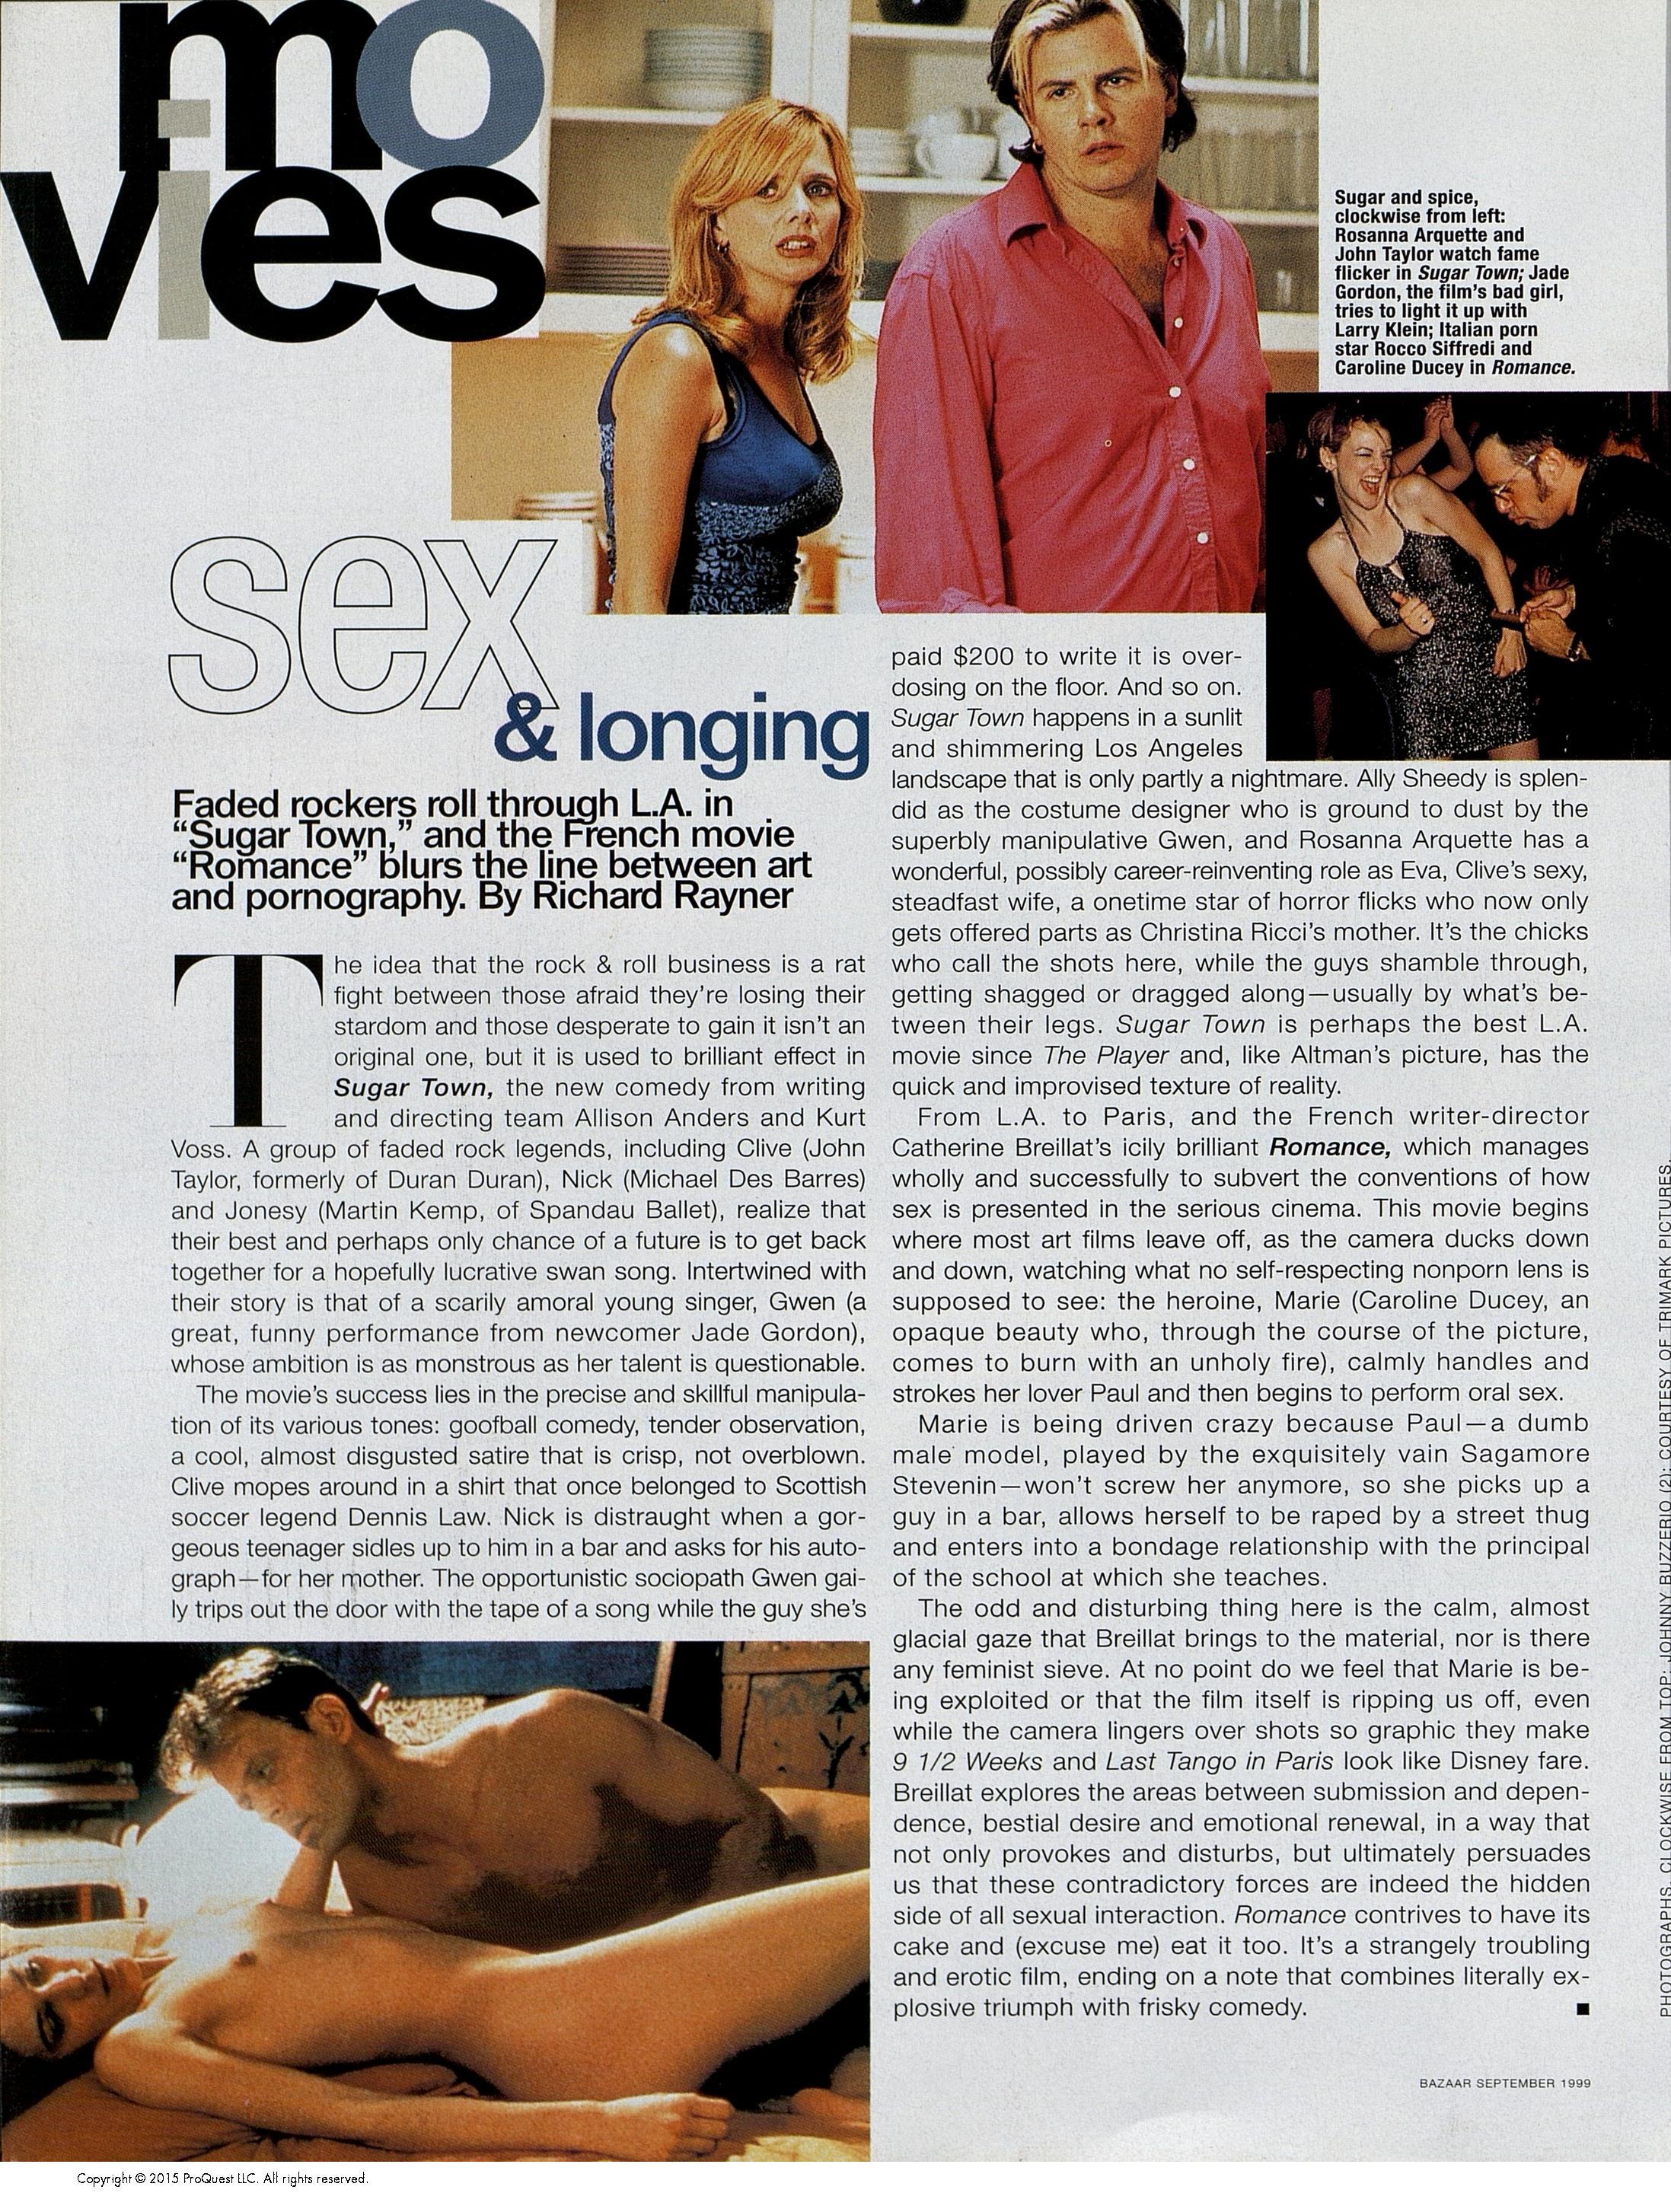 mo
vies
Sugar and spice,
clockwise from left:
Rosanna Arquette and
John Taylor watch fame
flicker in Sugar Town; Jade
Gordon, the film's bad girl,
tries to light it up with
Larry Klein; Italian porn
star Rocco Siffredi and
Caroline Ducey in Romance.
sex
& longing
Faded rockers roll through L.A. in
“Sugar Town,” and the French movie
“Romance” blurs the line between art
and pornography. By Richard Rayner
The idea that the rock & roll business is a rat
fight between those afraid they're losing their
stardom and those desperate to gain it isn't an
original one, but it is used to brilliant effect in
Sugar Town, the new comedy from writing
and directing team Allison Anders and Kurt
Voss. A group of faded rock legends, including Clive (John
Taylor, formerly of Duran Duran), Nick (Michael Des Barres)
and Jonesy (Martin Kemp, of Spandau Ballet), realize that
their best and perhaps only chance of a future is to get back
together for a hopefully lucrative swan song. Intertwined with
their story is that of a scarily amoral young singer, Gwen (a
great, funny performance from newcomer Jade Gordon),
whose ambition is as monstrous as her talent is questionable.
The movie's success lies in the precise and skillful manipula-
tion of its various tones: goofball comedy, tender observation,
a cool, almost disgusted satire that is crisp, not overblown.
Clive mopes around in a shirt that once belonged to Scottish
soccer legend Dennis Law. Nick is distraught when a gor-
geous teenager sidles up to him in a bar and asks for his auto-
graph—for her mother. The opportunistic sociopath Gwen gai-
ly trips out the door with the tape of a song while the guy she's
paid $200 to write it is over-
dosing on the floor. And so on.
Sugar Town happens in a sunlit
and shimmering Los Angeles
landscape that is only partly a nightmare. Ally Sheedy is splen-
did as the costume designer who is ground to dust by the
superbly manipulative Gwen, and Rosanna Arquette has a
wonderful, possibly career-reinventing role as Eva, Clive's sexy,
steadfast wife, a onetime star of horror flicks who now only
gets offered parts as Christina Ricci's mother. It's the chicks
who call the shots here, while the guys shamble through,
getting shagged or dragged along—usually by what's be-
tween their legs. Sugar Town is perhaps the best L.A.
movie since The Player and, like Altman's picture, has the
quick and improvised texture of reality.
From L.A. to Paris, and the French writer-director
Catherine Breillat's icily brilliant Romance, which manages
wholly and successfully to subvert the conventions of how
sex is presented in the serious cinema. This movie begins
where most art films leave off, as the camera ducks down
and down, watching what no self-respecting nonporn lens is
supposed to see: the heroine, Marie (Caroline Ducey, an
opaque beauty who, through the course of the picture,
comes to burn with an unholy fire), calmly handles and
strokes her lover Paul and then begins to perform oral sex.
Marie is being driven crazy because Paul—a dumb
male model, played by the exquisitely vain Sagamore
Stevenin—won't screw her anymore, so she picks up a
guy in a bar, allows herself to be raped by a street thug
and enters into a bondage relationship with the principal
of the school at which she teaches.
The odd and disturbing thing here is the calm, almost
glacial gaze that Breillat brings to the material, nor is there
any feminist sieve. At no point do we feel that Marie is be-
ing exploited or that the film itself is ripping us off, even
while the camera lingers over shots so graphic they make
9 1/2 Weeks and Last Tango in Paris look like Disney fare.
Breillat explores the areas between submission and depen-
dence, bestial desire and emotional renewal, in a way that
not only provokes and disturbs, but ultimately persuades
us that these contradictory forces are indeed the hidden
side of all sexual interaction. Romance contrives to have its
cake and (excuse me) eat it too. It's a strangely troubling
and erotic film, ending on a note that combines literally ex-
plosive triumph with frisky comedy.
PHOTOGRAPHS, CLOCKWISE FROM TOP: JOHNNY BUZZERIO (2); COURTESY OF TRIMARK PICTURES.
BAZAAR SEPTEMBER 1999
Copyright © 2015 ProQuest LLC. All rights reserved.